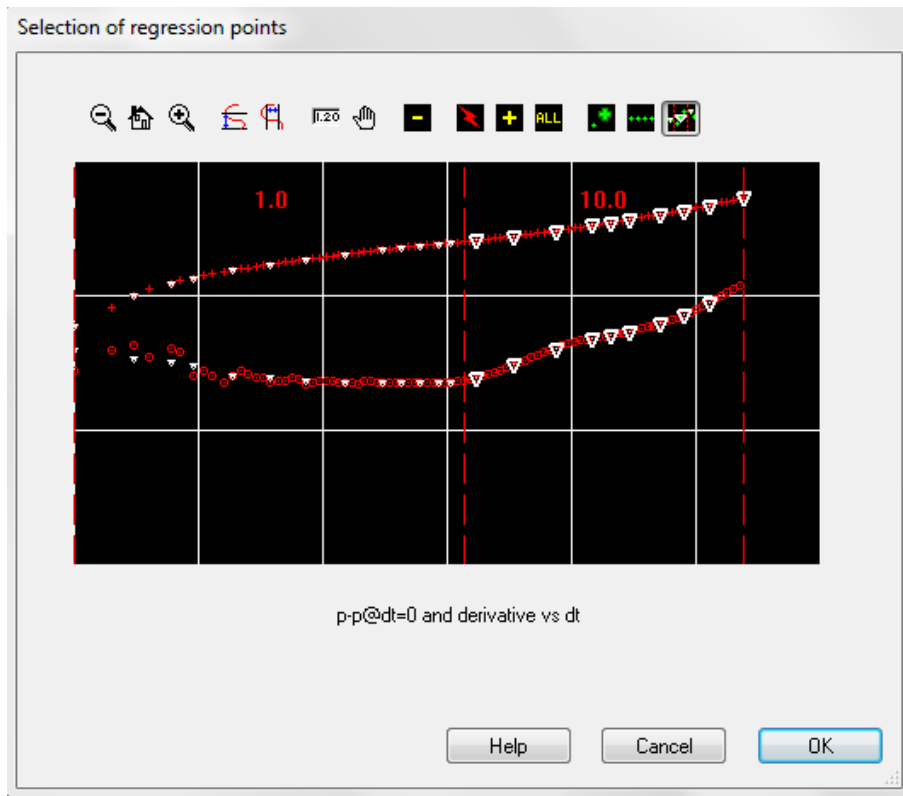 Selection of regression points
1.20
ALL
1.0 10.0
p-p@dt=0 and derivative vs dt
Help Cancel OK